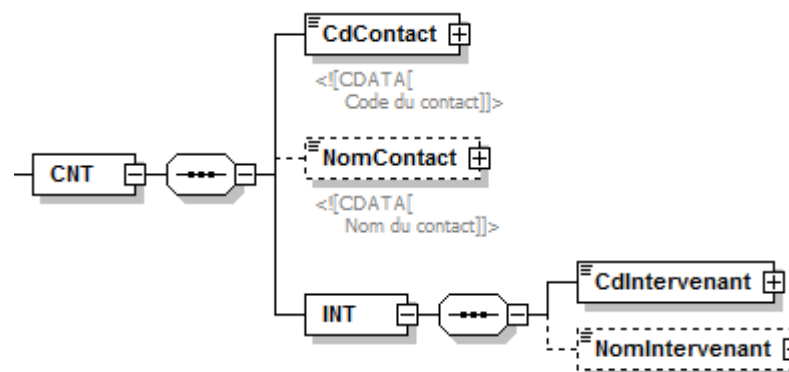 CdContact
<![CDATA[
Code du contact]]>
CNT
NomContact
<![CDATA[
Nom du contact]]>
INT
CdIntervenant
NomIntervenant